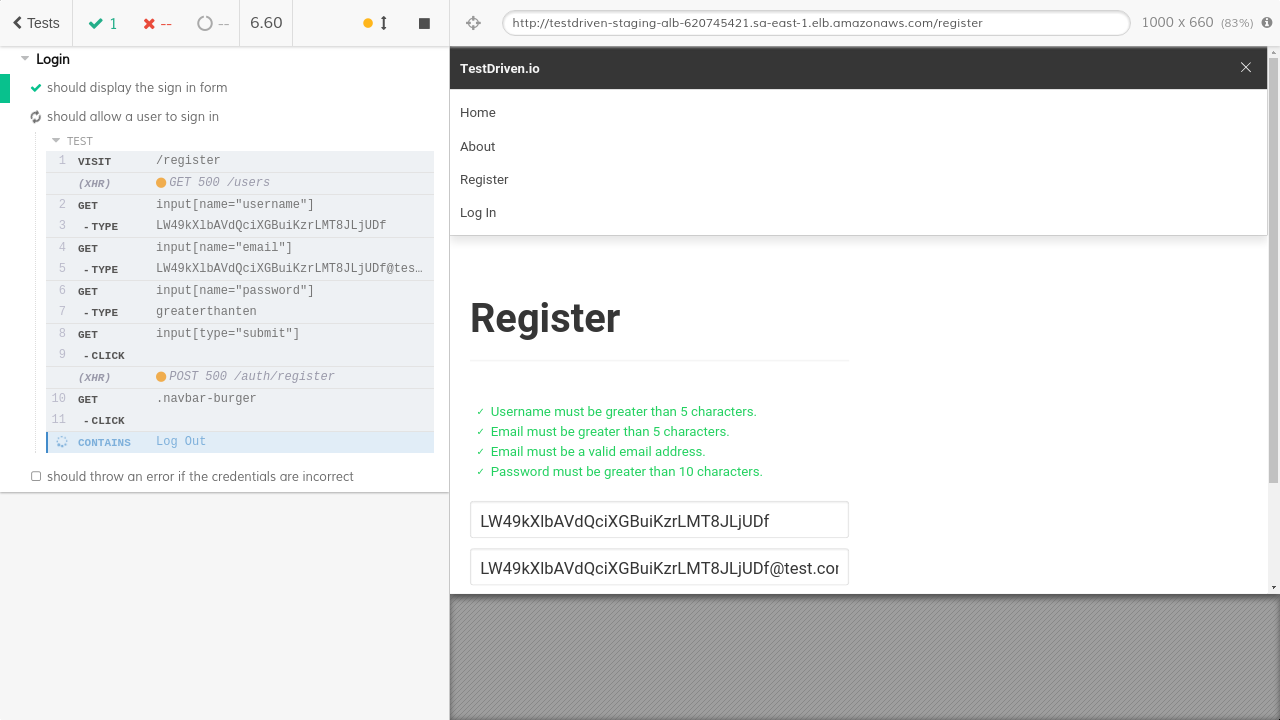 Tests
1
--
--
6.60
http://testdriven-staging-alb-620745421.sa-east-1.elb.amazonaws.com/register
1000 x 660 (83%)
Login
should display the sign in form
should allow a user to sign in
TEST
1 VISIT /register
(XHR) GET 500 /users
2 GET input[name="username"]
3 - TYPE LW49kXlbAVdQciXGBuiKzrLMT8JLjUDf
4 GET input[name="email"]
5 - TYPE LW49kXlbAVdQciXGBuiKzrLMT8JLjUDf@tes…
6 GET input[name="password"]
7 - TYPE greaterthanten
8 GET input[type="submit"]
9 - CLICK
(XHR) POST 500 /auth/register
10 GET .navbar-burger
11 - CLICK
CONTAINS Log Out
should throw an error if the credentials are incorrect
TestDriven.io
Home
About
Register
Log In
Register
✓ Username must be greater than 5 characters.
✓ Email must be greater than 5 characters.
✓ Email must be a valid email address.
✓ Password must be greater than 10 characters.
LW49kXlbAVdQciXGBuiKzrLMT8JLjUDf
LW49kXlbAVdQciXGBuiKzrLMT8JLjUDf@test.cor